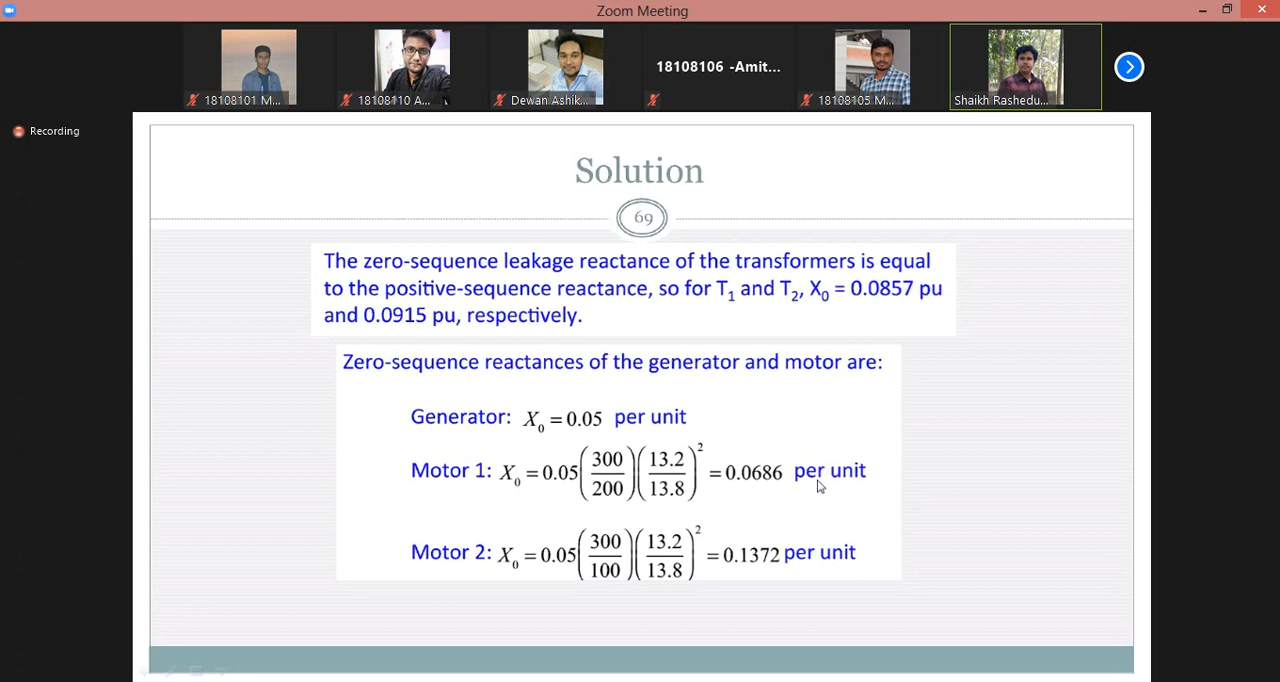 Zoom Meeting
18108101 M...
18108110 A...
Dewan Ashik...
18108106 -Amit...
18108105 M...
Shaikh Rashedu...
Recording
Solution
69
The zero-sequence leakage reactance of the transformers is equal
to the positive-sequence reactance, so for T₁ and T₂, X₀ = 0.0857 pu
and 0.0915 pu, respectively.
Zero-sequence reactances of the generator and motor are:
Generator: X₀ = 0.05 per unit
Motor 1: X₀ = 0.05(300/200)(13.2/13.8)² = 0.0686 per unit
Motor 2: X₀ = 0.05(300/100)(13.2/13.8)² = 0.1372 per unit